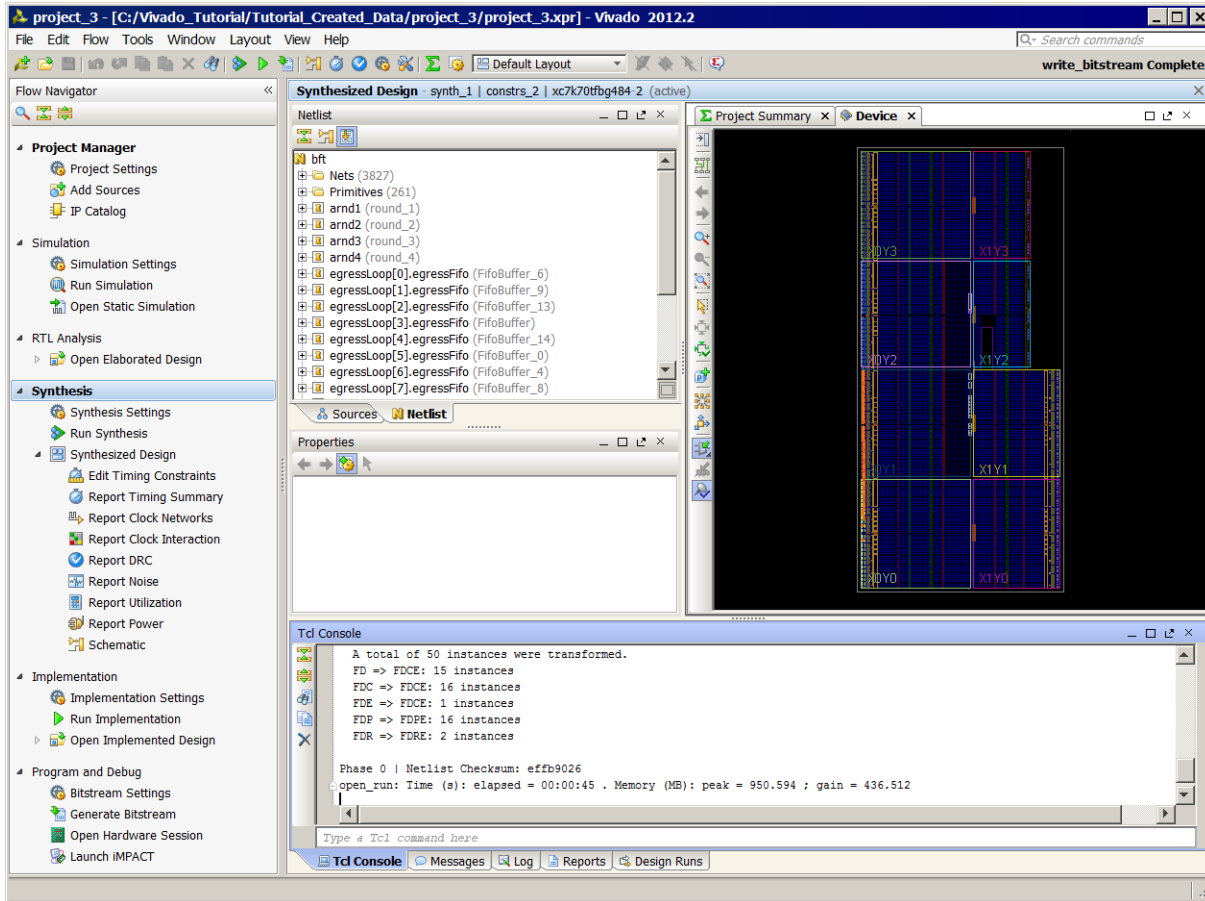 project_3 - [C:/Vivado_Tutorial/Tutorial_Created_Data/project_3/project_3.xpr] - Vivado 2012.2
File Edit Flow Tools Window Layout View Help
Search commands
Default Layout
write_bitstream Complete
Flow Navigator
Project Manager
Project Settings
Add Sources
IP Catalog
Simulation
Simulation Settings
Run Simulation
Open Static Simulation
RTL Analysis
Open Elaborated Design
Synthesis
Synthesis Settings
Run Synthesis
Synthesized Design
Edit Timing Constraints
Report Timing Summary
Report Clock Networks
Report Clock Interaction
Report DRC
Report Noise
Report Utilization
Report Power
Schematic
Implementation
Implementation Settings
Run Implementation
Open Implemented Design
Program and Debug
Bitstream Settings
Generate Bitstream
Open Hardware Session
Launch iMPACT
Synthesized Design - synth_1 | constrs_2 | xc7k70tfbg484-2 (active)
Netlist
bft
Nets (3827)
Primitives (261)
arnd1 (round_1)
arnd2 (round_2)
arnd3 (round_3)
arnd4 (round_4)
egressLoop[0].egressFifo (FifoBuffer_6)
egressLoop[1].egressFifo (FifoBuffer_9)
egressLoop[2].egressFifo (FifoBuffer_13)
egressLoop[3].egressFifo (FifoBuffer)
egressLoop[4].egressFifo (FifoBuffer_14)
egressLoop[5].egressFifo (FifoBuffer_0)
egressLoop[6].egressFifo (FifoBuffer_4)
egressLoop[7].egressFifo (FifoBuffer_8)
Sources Netlist
Properties
Project Summary Device
X0Y3 X1Y3
X0Y2 X1Y2
X0Y1 X1Y1
X0Y0 X1Y0
Tcl Console
A total of 50 instances were transformed.
FD => FDCE: 15 instances
FDC => FDCE: 16 instances
FDE => FDCE: 1 instances
FDP => FDPE: 16 instances
FDR => FDRE: 2 instances
Phase 0 | Netlist Checksum: effb9026
open_run: Time (s): elapsed = 00:00:45 . Memory (MB): peak = 950.594 ; gain = 436.512
Type a Tcl command here
Tcl Console Messages Log Reports Design Runs